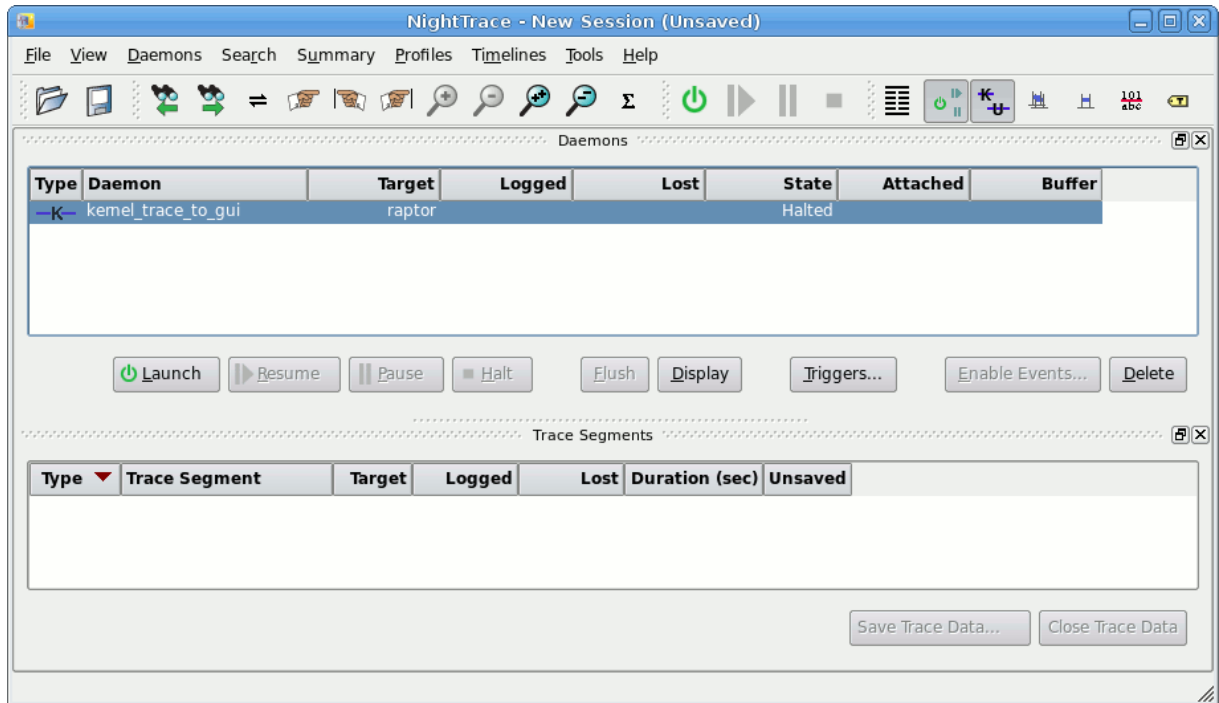 NightTrace - New Session (Unsaved)
File View Daemons Search Summary Profiles Timelines Tools Help
Σ 101 abc T
Daemons
Type Daemon Target Logged Lost State Attached Buffer
K kernel_trace_to_gui raptor Halted
Launch Resume Pause Halt Flush Display Triggers... Enable Events... Delete
Trace Segments
Type Trace Segment Target Logged Lost Duration (sec) Unsaved
Save Trace Data... Close Trace Data